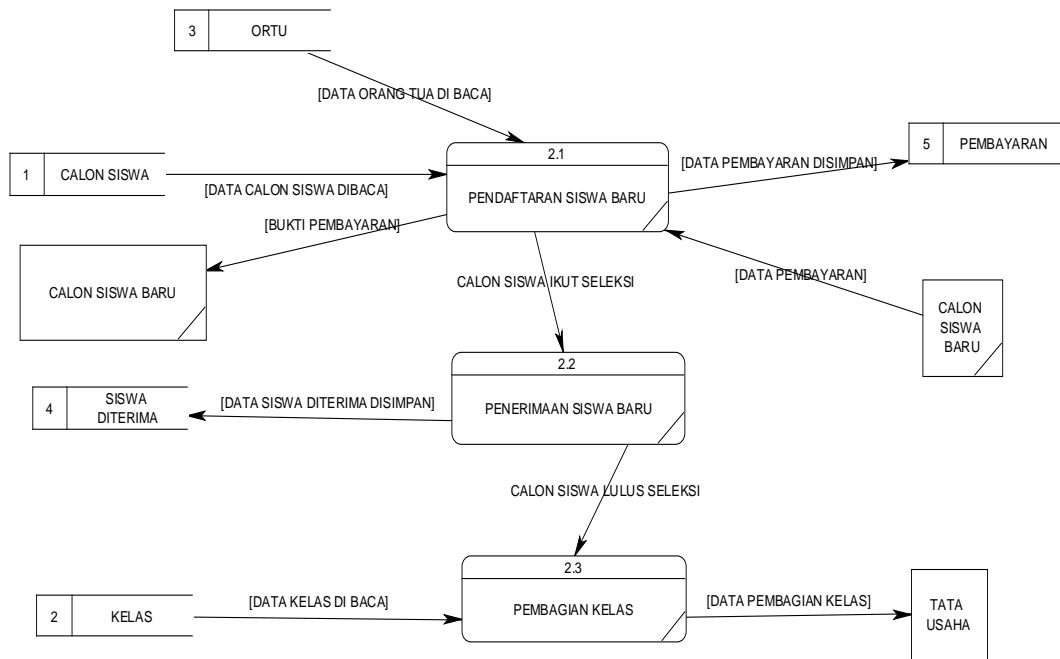 3 ORTU
[DATA ORANG TUA DI BACA]
2.1
5 PEMBAYARAN
1 CALON SISWA
[DATA PEMBAYARAN DISIMPAN]
[DATA CALON SISWA DIBACA]
PENDAFTARAN SISWA BARU
[BUKTI PEMBAYARAN]
CALON SISWA BARU
CALON SISWA IKUT SELEKSI
[DATA PEMBAYARAN]
CALON
SISWA
BARU
2.2
4 SISWA
DITERIMA
[DATA SISWA DITERIMA DISIMPAN]
PENERIMAAN SISWA BARU
CALON SISWA LULUS SELEKSI
2.3
2 KELAS
[DATA KELAS DI BACA]
PEMBAGIAN KELAS
[DATA PEMBAGIAN KELAS]
TATA
USAHA